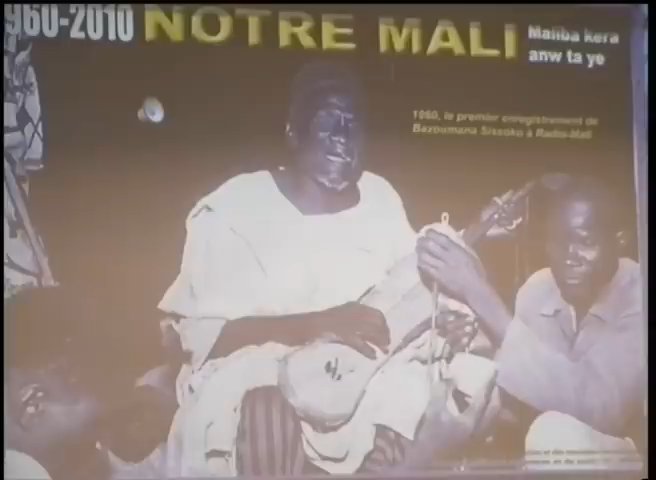 960-2010 NOTRE MALI
Maliba kera
anw ta ye
1960, le premier enregistrement de
Bazoumana Sissoko à Radio-Mali